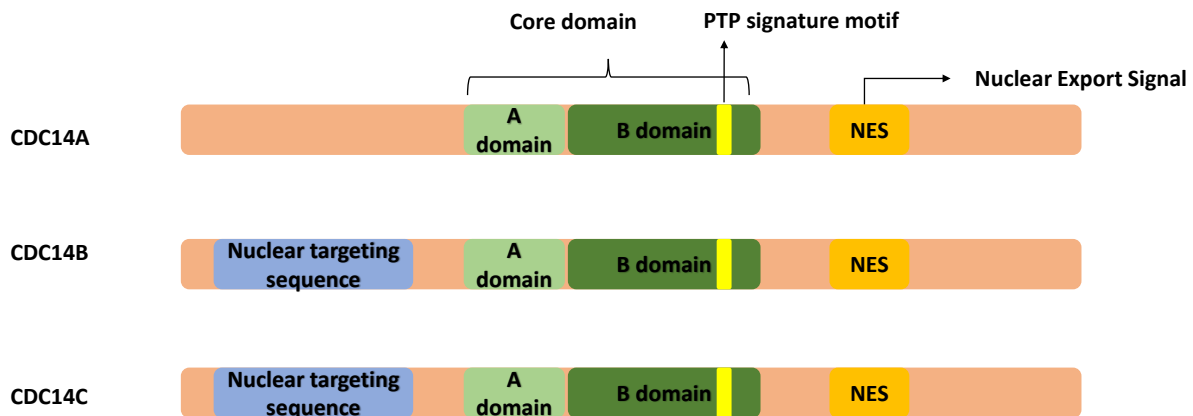 Core domain
PTP signature motif
Nuclear Export Signal
CDC14A
A
domain
B domain
NES
CDC14B
Nuclear targeting
sequence
A
domain
B domain
NES
CDC14C
Nuclear targeting
sequence
A
domain
B domain
NES